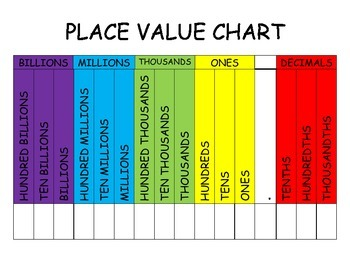 PLACE VALUE CHART
BILLIONS MILLIONS THOUSANDS ONES DECIMALS
HUNDRED BILLIONS
TEN BILLIONS
BILLIONS
HUNDRED MILLIONS
TEN MILLIONS
MILLIONS
HUNDRED THOUSANDS
TEN THOUSANDS
THOUSANDS
HUNDREDS
TENS
ONES
.
TENTHS
HUNDREDTHS
THOUSANDTHS